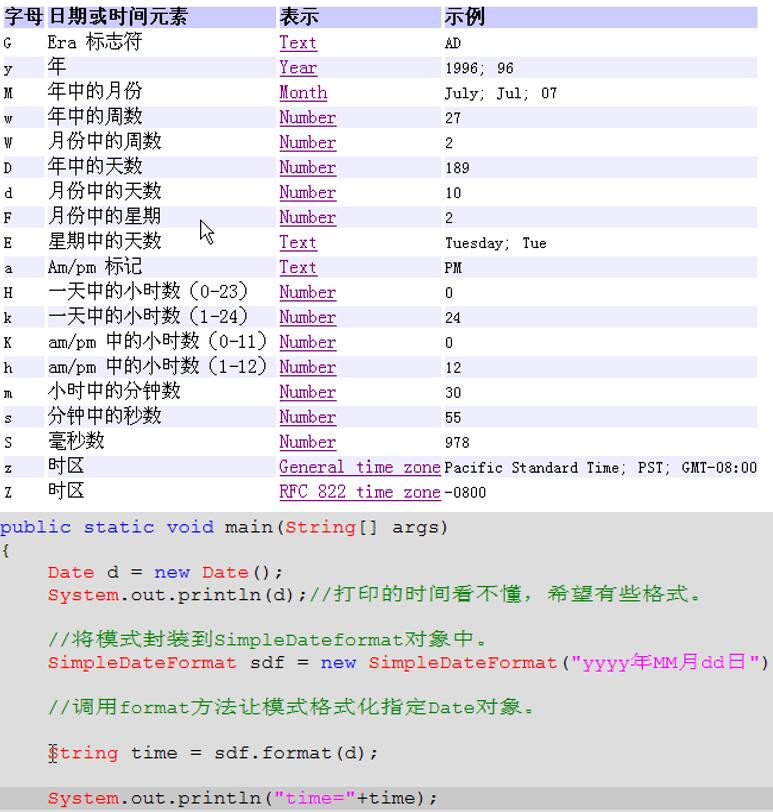 字母 日期或时间元素 表示 示例
G Era 标志符 Text AD
y 年 Year 1996; 96
M 年中的月份 Month July; Jul; 07
w 年中的周数 Number 27
W 月份中的周数 Number 2
D 年中的天数 Number 189
d 月份中的天数 Number 10
F 月份中的星期 Number 2
E 星期中的天数 Text Tuesday; Tue
a Am/pm 标记 Text PM
H 一天中的小时数（0-23） Number 0
k 一天中的小时数（1-24） Number 24
K am/pm 中的小时数（0-11） Number 0
h am/pm 中的小时数（1-12） Number 12
m 小时中的分钟数 Number 30
s 分钟中的秒数 Number 55
S 毫秒数 Number 978
z 时区 General time zone Pacific Standard Time; PST; GMT-08:00
Z 时区 RFC 822 time zone -0800
public static void main(String[] args)
{
Date d = new Date();
System.out.println(d);//打印的时间看不懂，希望有些格式。
//将模式封装到SimpleDateformat对象中。
SimpleDateFormat sdf = new SimpleDateFormat("yyyy年MM月dd日")
//调用format方法让模式格式化指定Date对象。
String time = sdf.format(d);
System.out.println("time="+time);